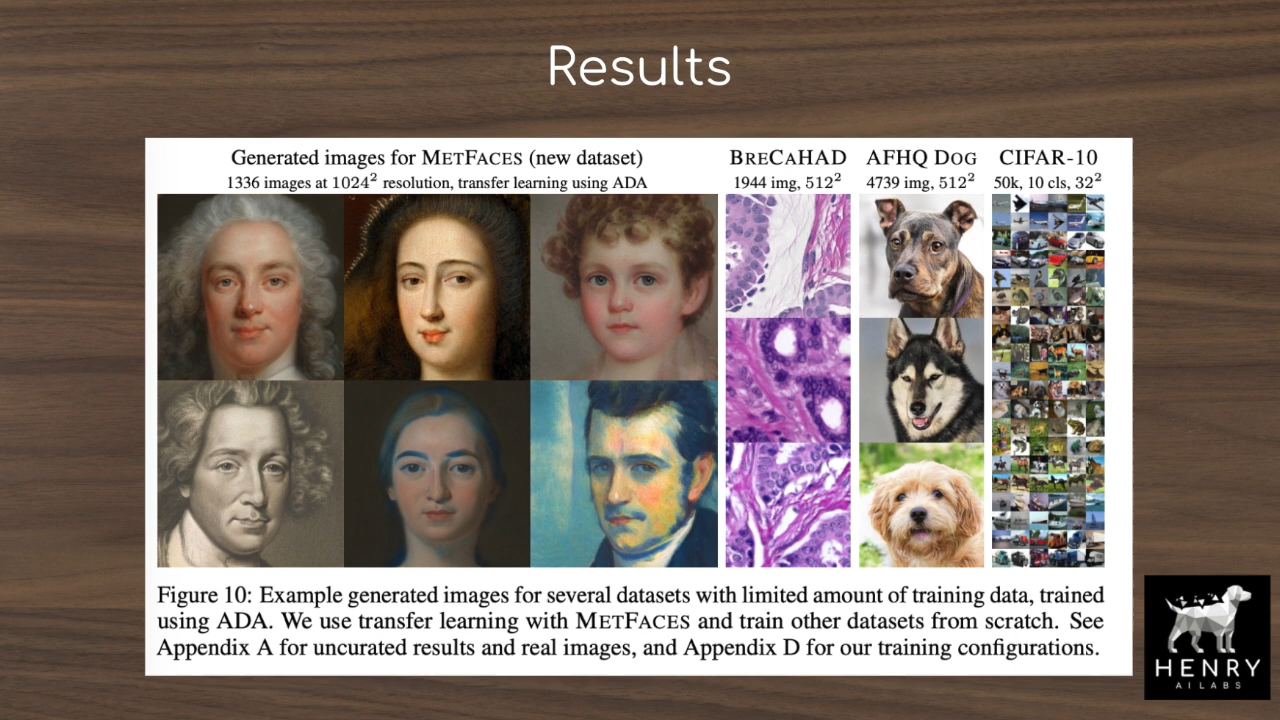 Results
Generated images for METFACES (new dataset)
1336 images at 1024² resolution, transfer learning using ADA
BRECAHAD
1944 img, 512²
AFHQ DOG
4739 img, 512²
CIFAR-10
50k, 10 cls, 32²
Figure 10: Example generated images for several datasets with limited amount of training data, trained
using ADA. We use transfer learning with METFACES and train other datasets from scratch. See
Appendix A for uncurated results and real images, and Appendix D for our training configurations.
HENRY
AI LABS